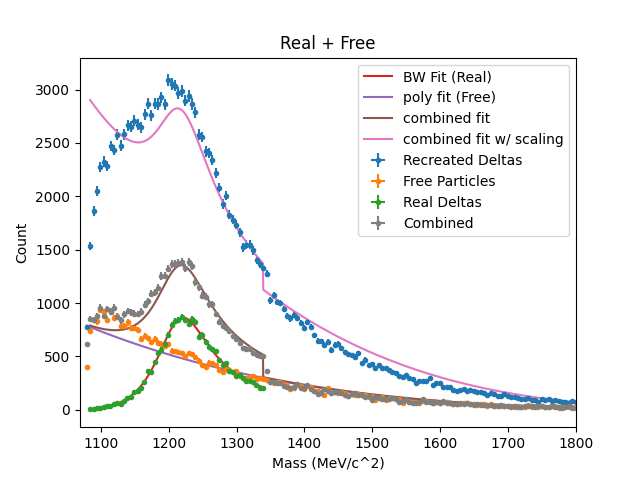 Real + Free
BW Fit (Real)
poly fit (Free)
combined fit
combined fit w/ scaling
Recreated Deltas
Free Particles
Real Deltas
Combined
Count
3000
2500
2000
1500
1000
500
0
1100 1200 1300 1400 1500 1600 1700 1800
Mass (MeV/c^2)